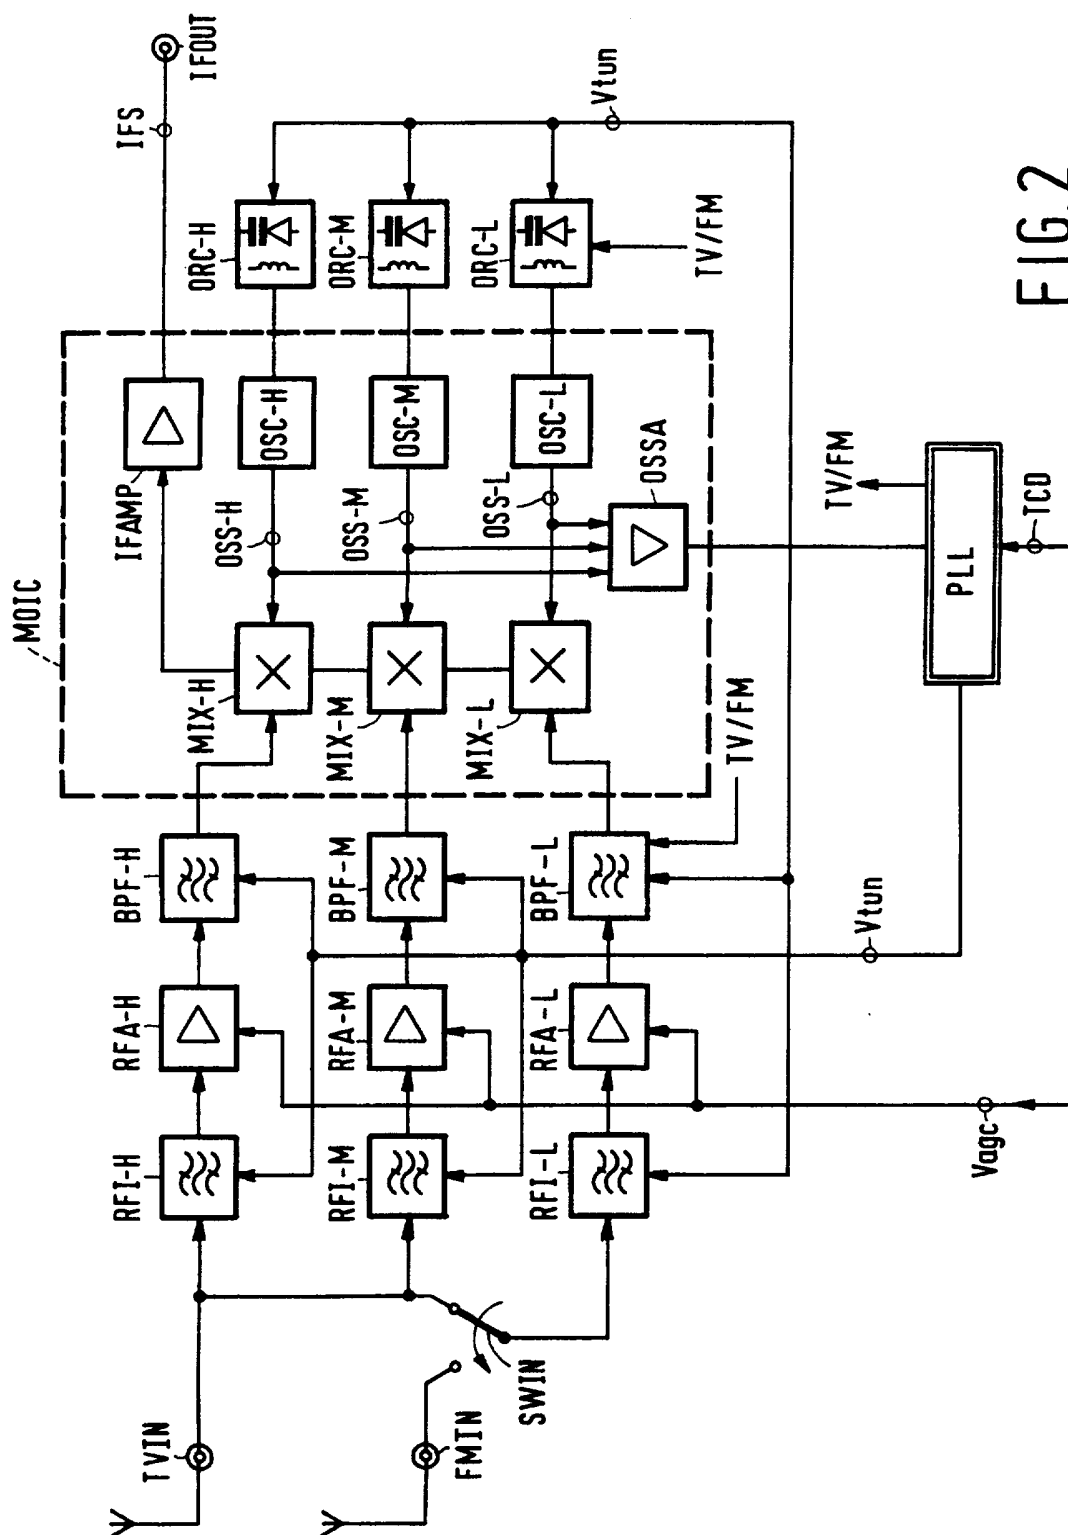 TVIN
FMIN
SWIN
RFI-H
RFA-H
BPF-H
RFI-M
RFA-M
BPF-M
RFI-L
RFA-L
BPF-L
TV/FM
Vagc
Vtun
MOIC
MIX-H
MIX-M
MIX-L
IFAMP
OSS-H
OSS-M
OSS-L
OSC-H
OSC-M
OSC-L
OSSA
ORC-H
ORC-M
ORC-L
TV/FM
IFS
IFOUT
Vtun
PLL
TV/FM
TCD
FIG.2